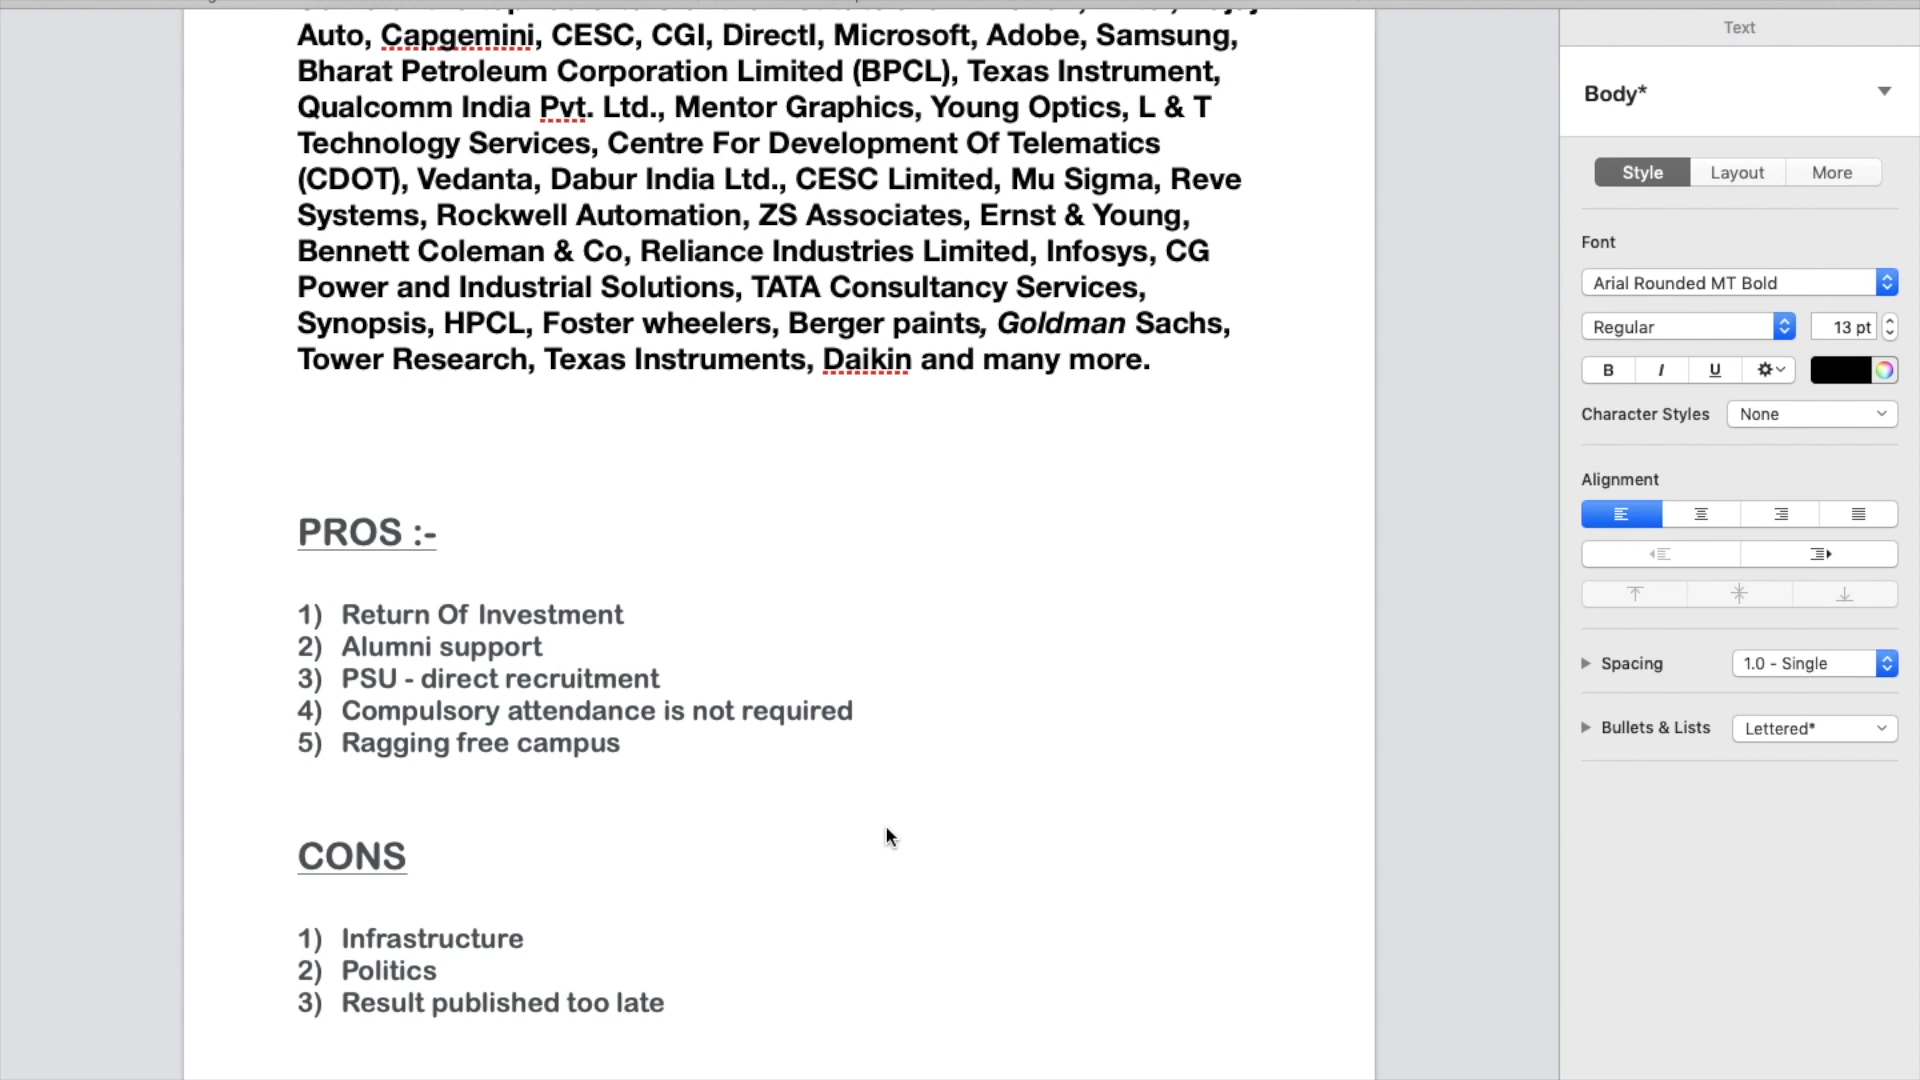 Auto, Capgemini, CESC, CGI, DirectI, Microsoft, Adobe, Samsung,
Bharat Petroleum Corporation Limited (BPCL), Texas Instrument,
Qualcomm India Pvt. Ltd., Mentor Graphics, Young Optics, L & T
Technology Services, Centre For Development Of Telematics
(CDOT), Vedanta, Dabur India Ltd., CESC Limited, Mu Sigma, Reve
Systems, Rockwell Automation, ZS Associates, Ernst & Young,
Bennett Coleman & Co, Reliance Industries Limited, Infosys, CG
Power and Industrial Solutions, TATA Consultancy Services,
Synopsis, HPCL, Foster wheelers, Berger paints, Goldman Sachs,
Tower Research, Texas Instruments, Daikin and many more.
PROS :-
1) Return Of Investment
2) Alumni support
3) PSU - direct recruitment
4) Compulsory attendance is not required
5) Ragging free campus
CONS
1) Infrastructure
2) Politics
3) Result published too late
Text
Body*
Style Layout More
Font
Arial Rounded MT Bold
Regular 13 pt
B I U
Character Styles None
Alignment
Spacing 1.0 - Single
Bullets & Lists Lettered*